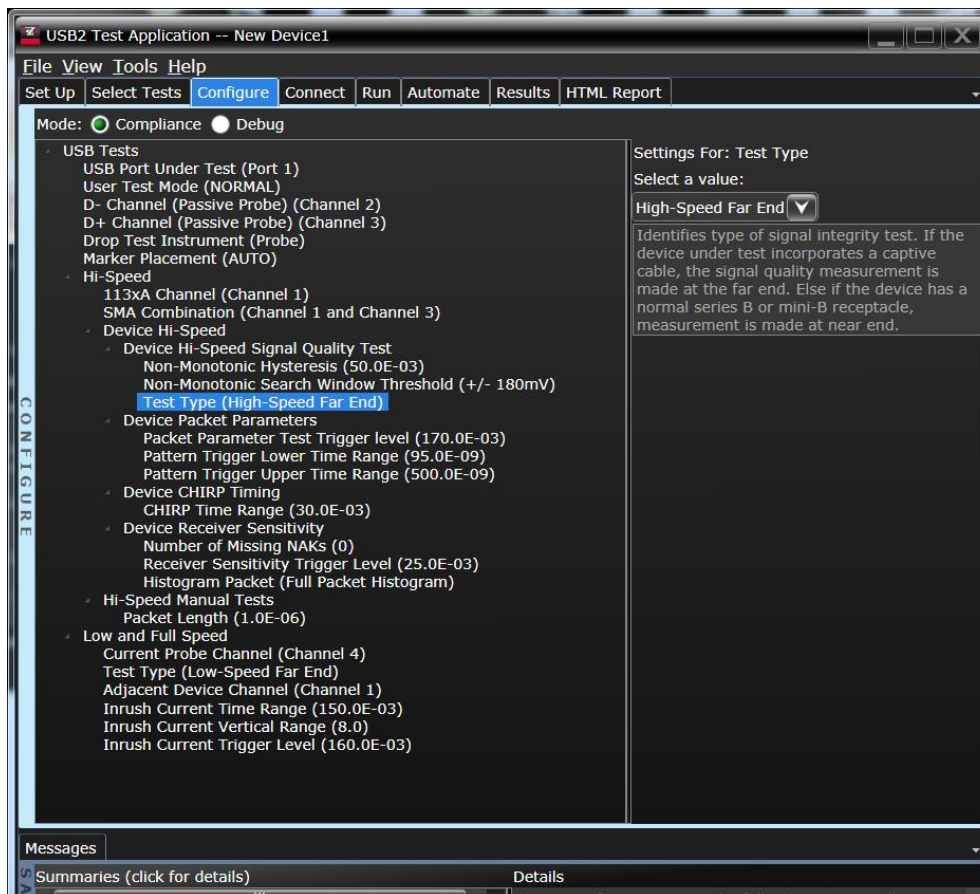 USB2 Test Application -- New Device1
File View Tools Help
Set Up Select Tests Configure Connect Run Automate Results HTML Report
Mode: Compliance Debug
USB Tests
USB Port Under Test (Port 1)
User Test Mode (NORMAL)
D- Channel (Passive Probe) (Channel 2)
D+ Channel (Passive Probe) (Channel 3)
Drop Test Instrument (Probe)
Marker Placement (AUTO)
Hi-Speed
113xA Channel (Channel 1)
SMA Combination (Channel 1 and Channel 3)
Device Hi-Speed
Device Hi-Speed Signal Quality Test
Non-Monotonic Hysteresis (50.0E-03)
Non-Monotonic Search Window Threshold (+/- 180mV)
Test Type (High-Speed Far End)
Device Packet Parameters
Packet Parameter Test Trigger level (170.0E-03)
Pattern Trigger Lower Time Range (95.0E-09)
Pattern Trigger Upper Time Range (500.0E-09)
Device CHIRP Timing
CHIRP Time Range (30.0E-03)
Device Receiver Sensitivity
Number of Missing NAKs (0)
Receiver Sensitivity Trigger Level (25.0E-03)
Histogram Packet (Full Packet Histogram)
Hi-Speed Manual Tests
Packet Length (1.0E-06)
Low and Full Speed
Current Probe Channel (Channel 4)
Test Type (Low-Speed Far End)
Adjacent Device Channel (Channel 1)
Inrush Current Time Range (150.0E-03)
Inrush Current Vertical Range (8.0)
Inrush Current Trigger Level (160.0E-03)
CONFIGURE
Settings For: Test Type
Select a value:
High-Speed Far End
Identifies type of signal integrity test. If the
device under test incorporates a captive
cable, the signal quality measurement is
made at the far end. Else if the device has a
normal series B or mini-B receptacle,
measurement is made at near end.
Messages
Summaries (click for details) Details